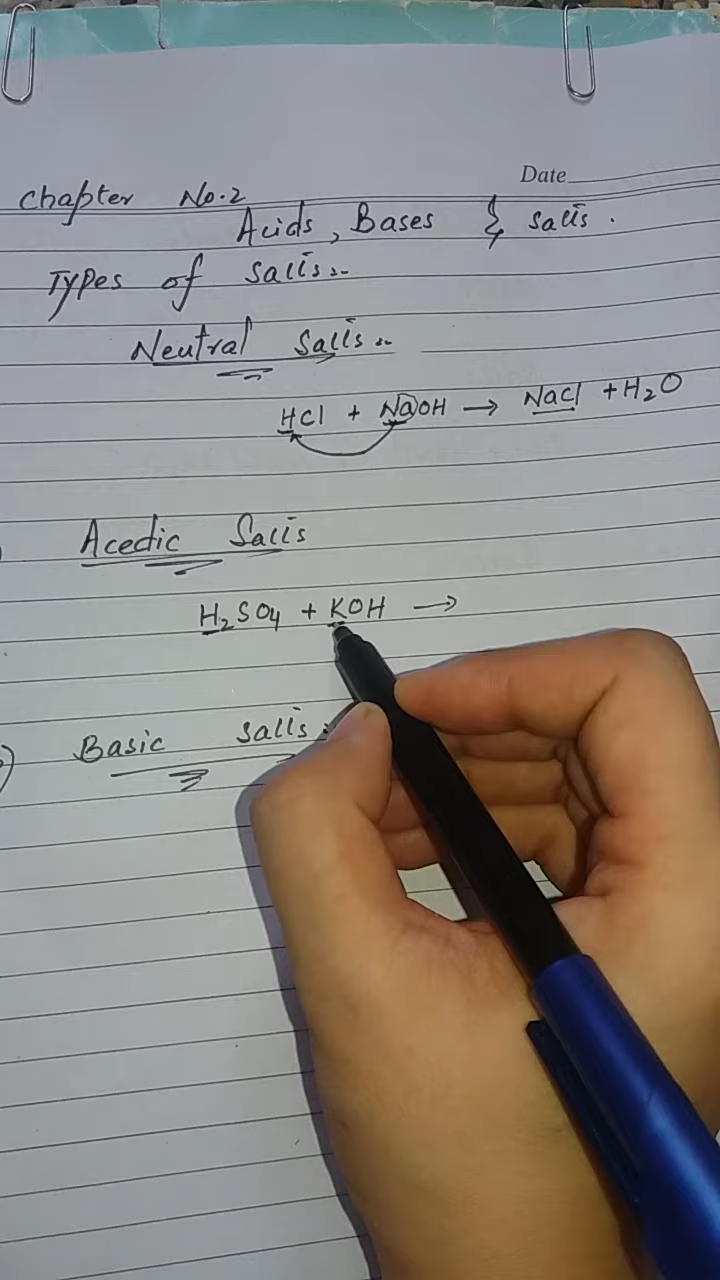 Date
Chapter No.2
Acids, Bases & Salts.
Types of Salts:-
Neutral Salts:-
HCl + NaOH → NaCl + H₂O
Acedic Salts
H₂SO₄ + KOH →
Basic Salts: